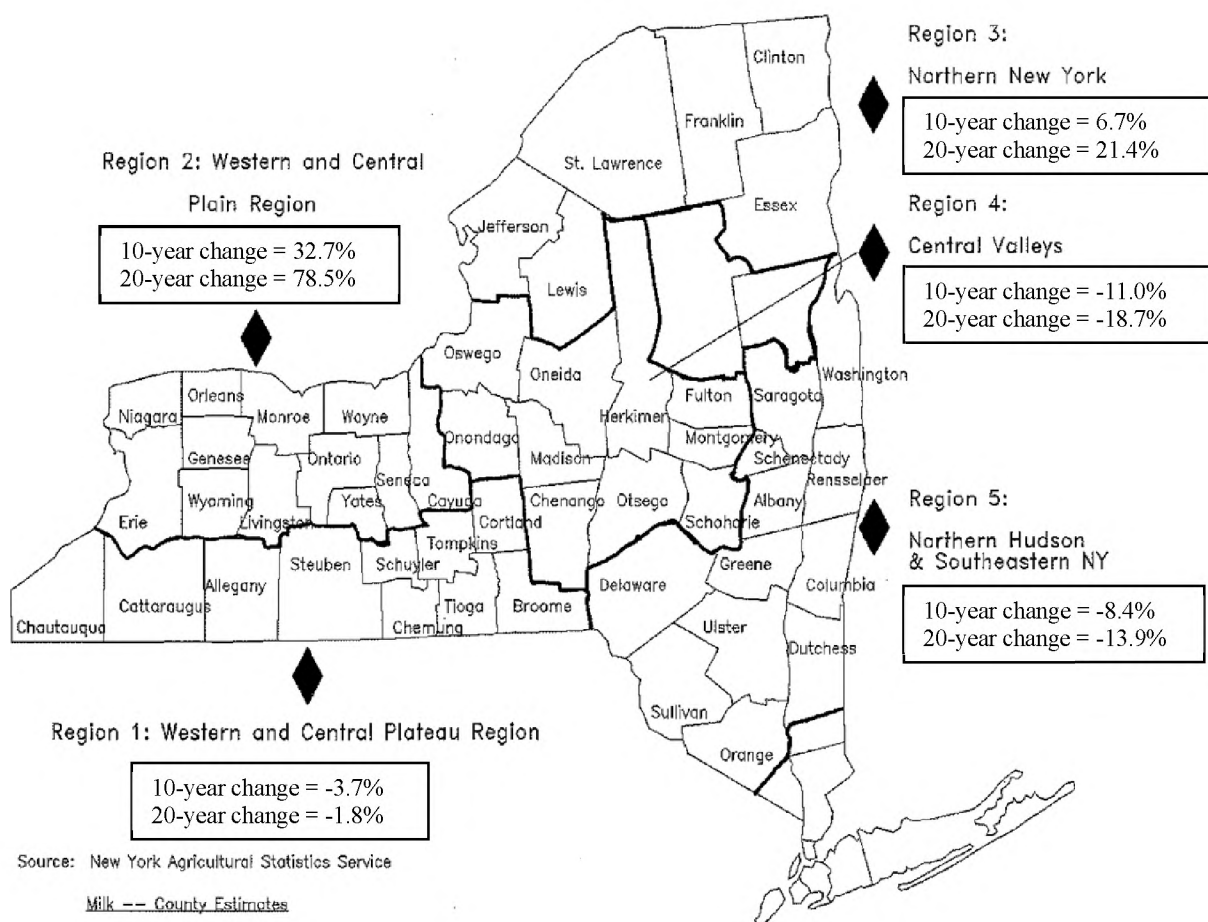 Region 3:
Northern New York
10-year change = 6.7%
20-year change = 21.4%
Region 4:
Central Valleys
10-year change = -11.0%
20-year change = -18.7%
Region 5:
Northern Hudson
& Southeastern NY
10-year change = -8.4%
20-year change = -13.9%
Region 2: Western and Central
Plain Region
10-year change = 32.7%
20-year change = 78.5%
Clinton
Franklin
St. Lawrence
Essex
Jefferson
Lewis
Oswego
Oneida
Herkimer
Fulton
Saratoga
Washington
Niagara
Orleans
Monroe
Wayne
Onondaga
Madison
Montgomery
Schenectady
Rensselaer
Genesee
Ontario
Seneca
Cayuga
Erie
Wyoming
Livingston
Yates
Cortland
Chenango
Otsego
Schoharie
Albany
Tompkins
Schuyler
Steuben
Allegany
Cattaraugus
Chautauqua
Chemung
Tioga
Broome
Delaware
Greene
Columbia
Ulster
Dutchess
Sullivan
Orange
Region 1: Western and Central Plateau Region
10-year change = -3.7%
20-year change = -1.8%
Source: New York Agricultural Statistics Service
Milk -- County Estimates